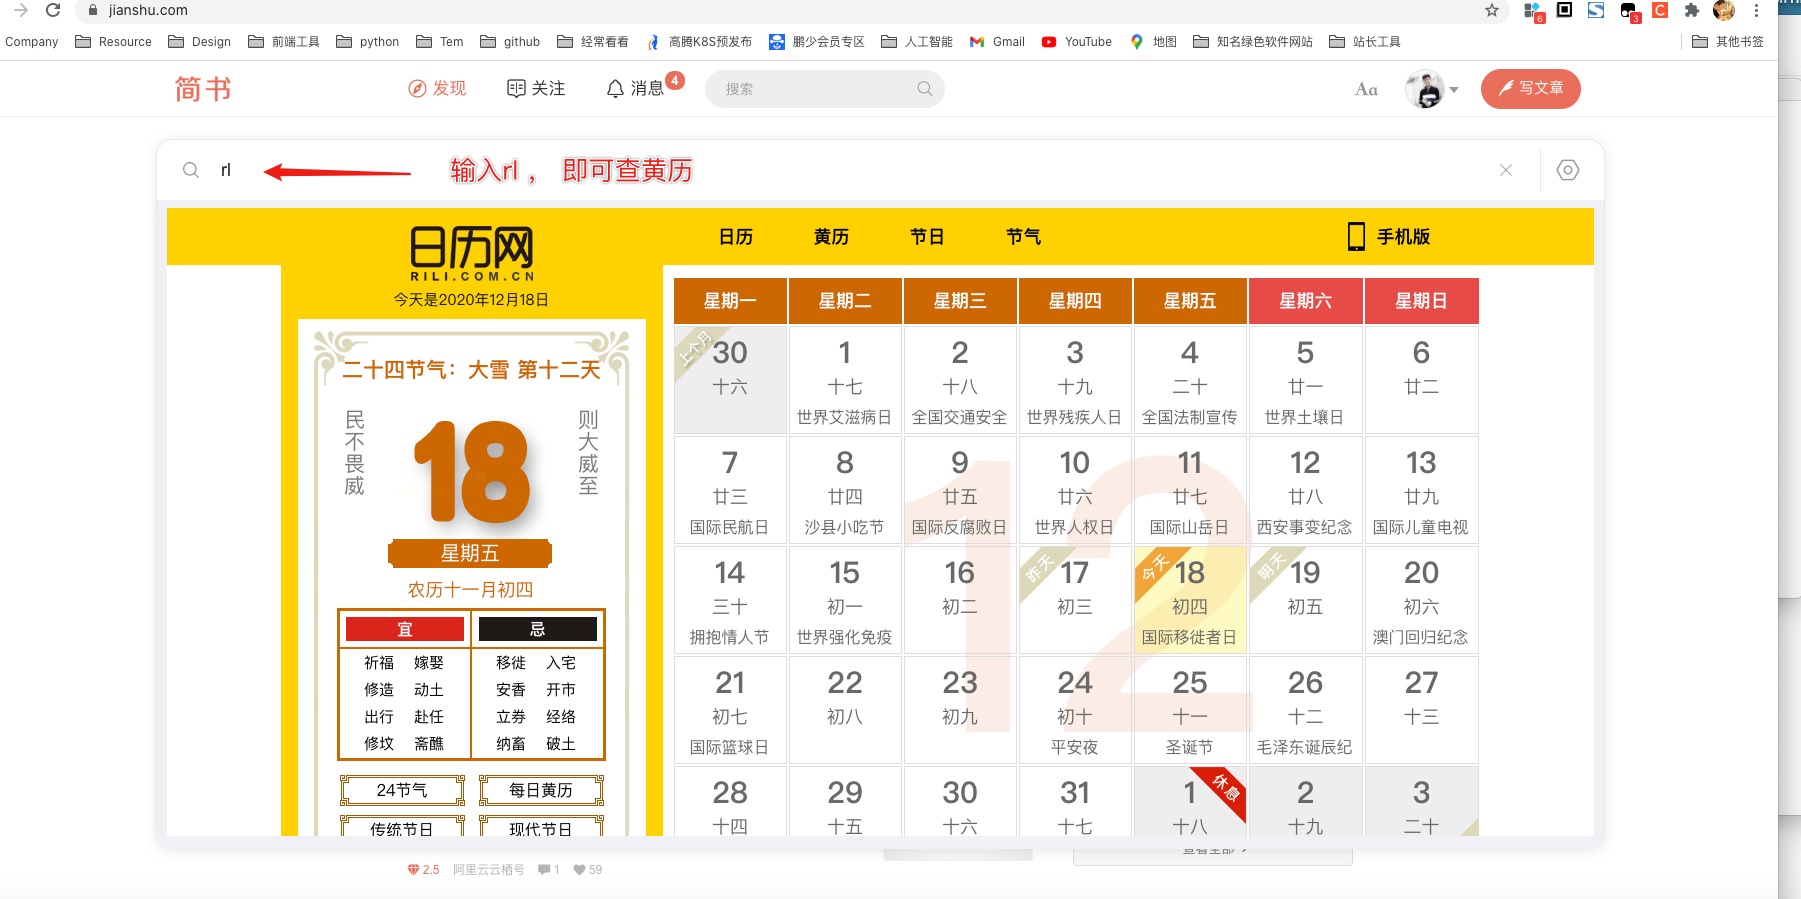 jianshu.com
6
3
Company Resource Design 前端工具 python Tem github 经常看看 高腾K8S预发布 鹏少会员专区 人工智能 Gmail YouTube 地图 知名绿色软件网站 站长工具 其他书签
简书 发现 关注 消息 4 搜索 Aa 写文章
rl 输入rl ， 即可查黄历
日历网
RILI.COM.CN
日历 黄历 节日 节气 手机版
今天是2020年12月18日
二十四节气：大雪 第十二天
民不畏威
则大威至
18
星期五
农历十一月初四
宜 忌
祈福 嫁娶 移徙 入宅
修造 动土 安香 开市
出行 赴任 立券 经络
修坟 斋醮 纳畜 破土
24节气 每日黄历
传统节日 现代节日
12
星期一 星期二 星期三 星期四 星期五 星期六 星期日
上个月
30 1 2 3 4 5 6
十六 十七 十八 十九 二十 廿一 廿二
世界艾滋病日 全国交通安全 世界残疾人日 全国法制宣传 世界土壤日
7 8 9 10 11 12 13
廿三 廿四 廿五 廿六 廿七 廿八 廿九
国际民航日 沙县小吃节 国际反腐败日 世界人权日 国际山岳日 西安事变纪念 国际儿童电视
昨天 今天 明天
14 15 16 17 18 19 20
三十 初一 初二 初三 初四 初五 初六
拥抱情人节 世界强化免疫 国际移徙者日 澳门回归纪念
21 22 23 24 25 26 27
初七 初八 初九 初十 十一 十二 十三
国际篮球日 平安夜 圣诞节 毛泽东诞辰纪
休息
28 29 30 31 1 2 3
十四 十五 十六 十七 十八 十九 二十
查看全部
2.5 阿里云云栖号 1 59